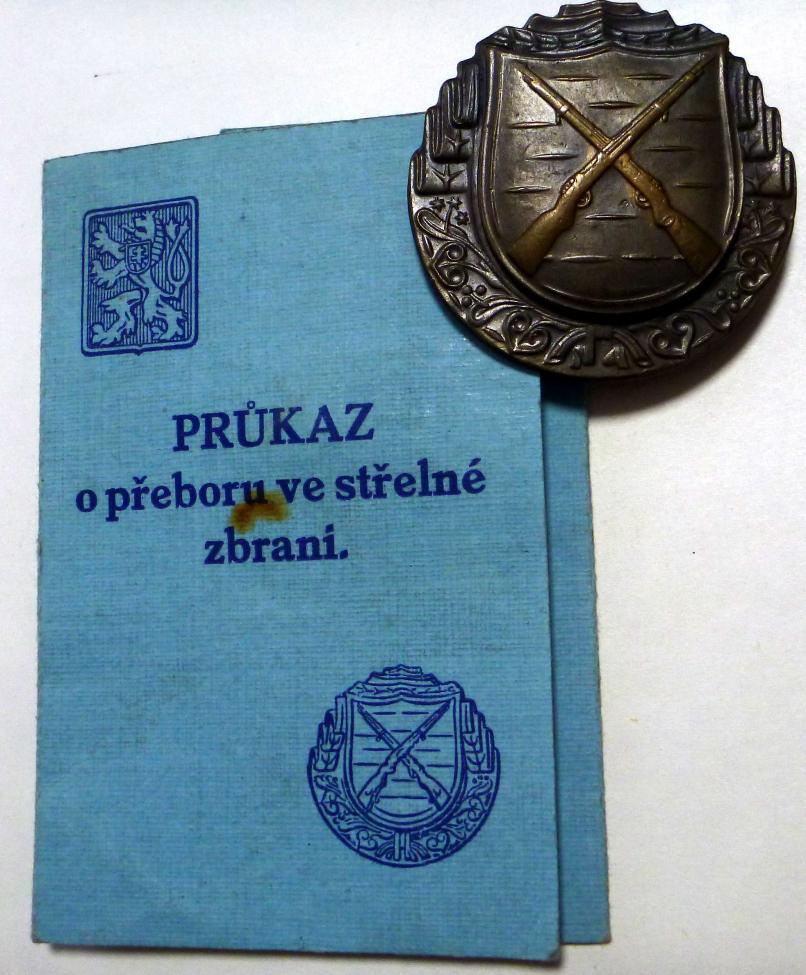 PRŮKAZ
o přeboru ve střelné
zbrani.